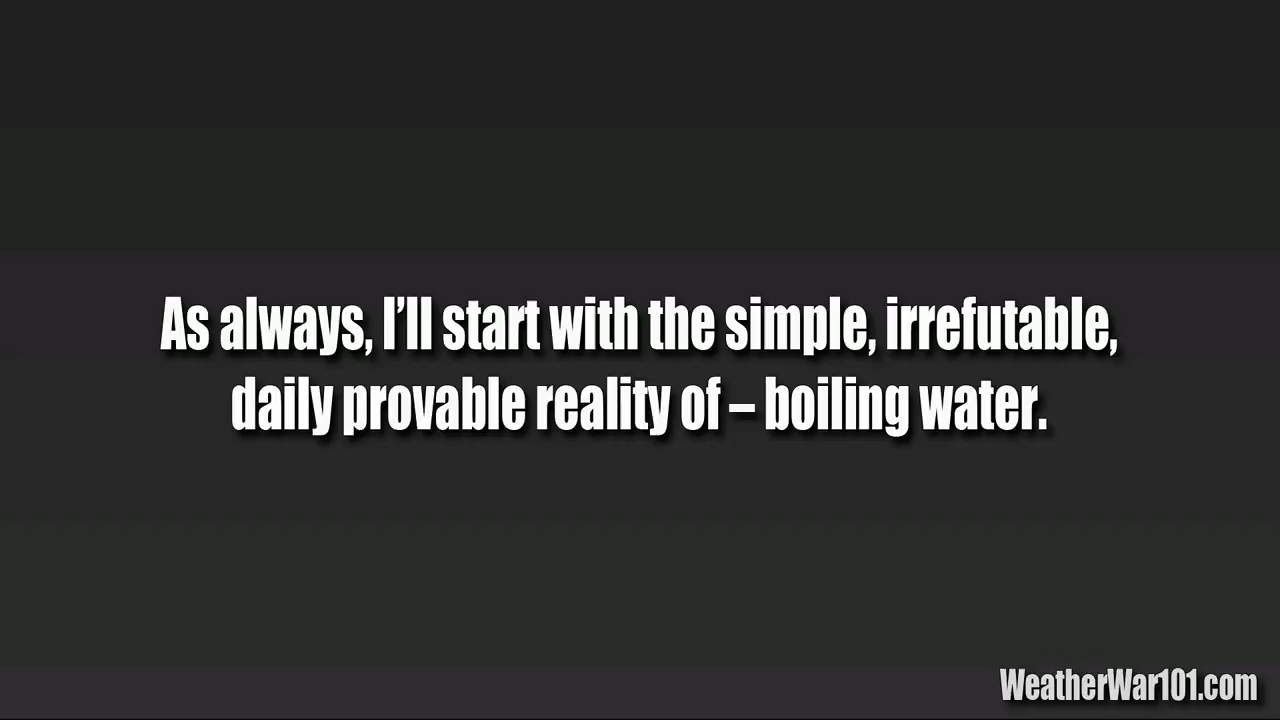 As always, I’ll start with the simple, irrefutable,
daily provable reality of – boiling water.
WeatherWar101.com